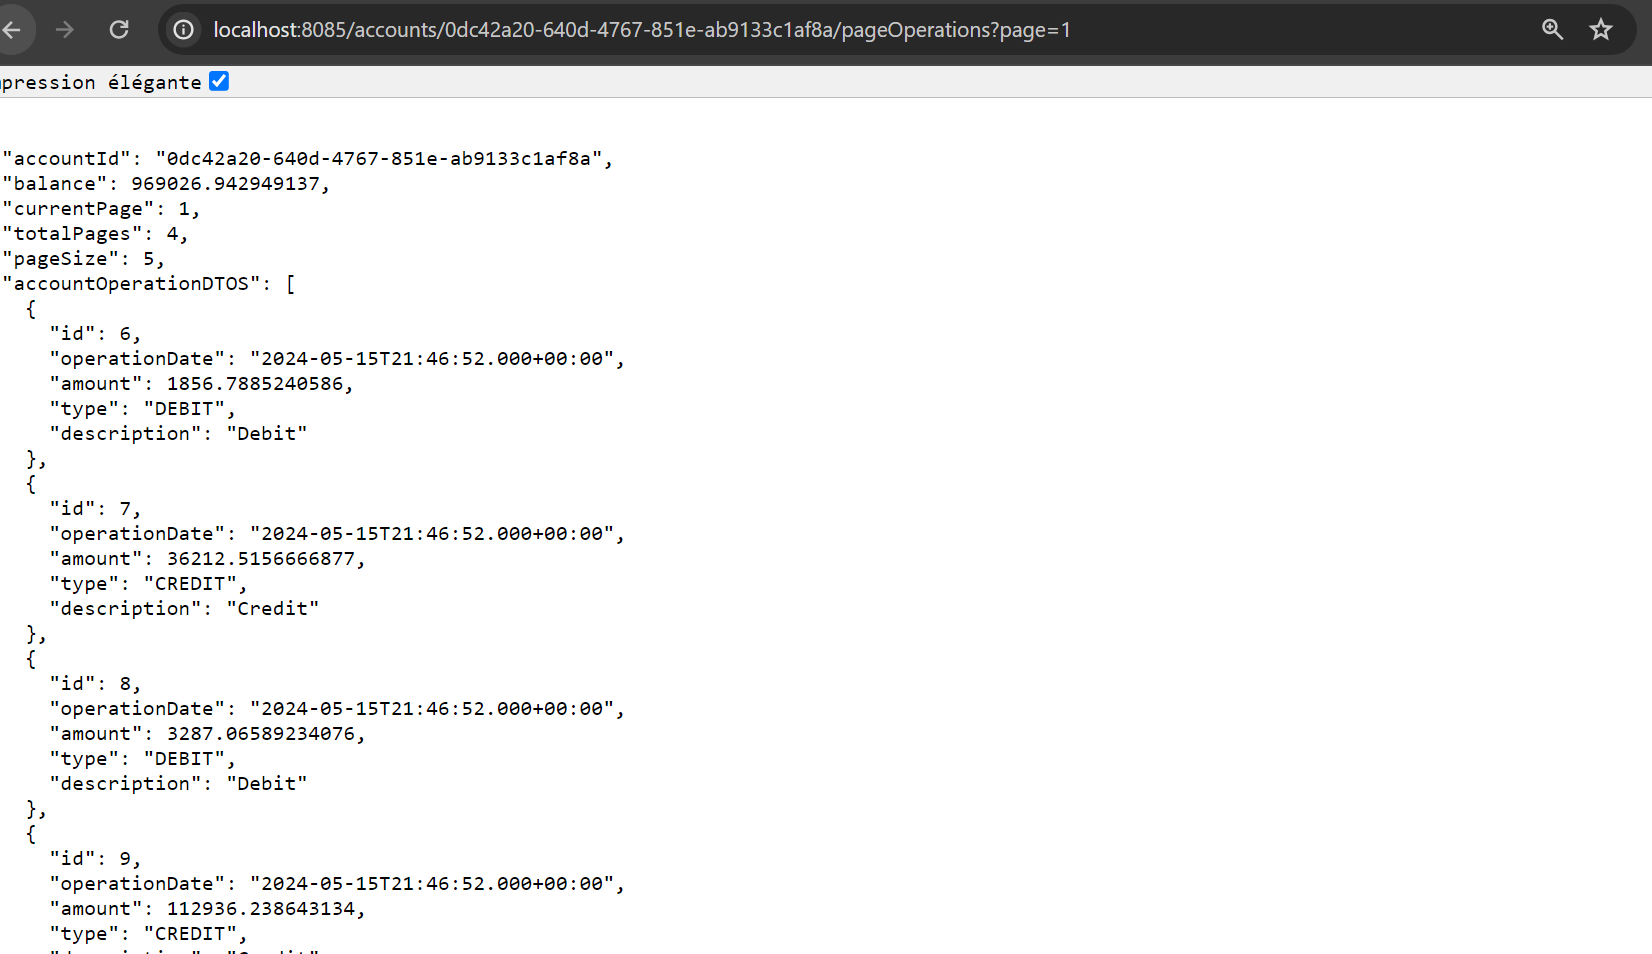 localhost:8085/accounts/0dc42a20-640d-4767-851e-ab9133c1af8a/pageOperations?page=1
pression élégante
"accountId": "0dc42a20-640d-4767-851e-ab9133c1af8a",
"balance": 969026.942949137,
"currentPage": 1,
"totalPages": 4,
"pageSize": 5,
"accountOperationDTOS": [
{
"id": 6,
"operationDate": "2024-05-15T21:46:52.000+00:00",
"amount": 1856.7885240586,
"type": "DEBIT",
"description": "Debit"
},
{
"id": 7,
"operationDate": "2024-05-15T21:46:52.000+00:00",
"amount": 36212.5156666877,
"type": "CREDIT",
"description": "Credit"
},
{
"id": 8,
"operationDate": "2024-05-15T21:46:52.000+00:00",
"amount": 3287.06589234076,
"type": "DEBIT",
"description": "Debit"
},
{
"id": 9,
"operationDate": "2024-05-15T21:46:52.000+00:00",
"amount": 112936.238643134,
"type": "CREDIT",